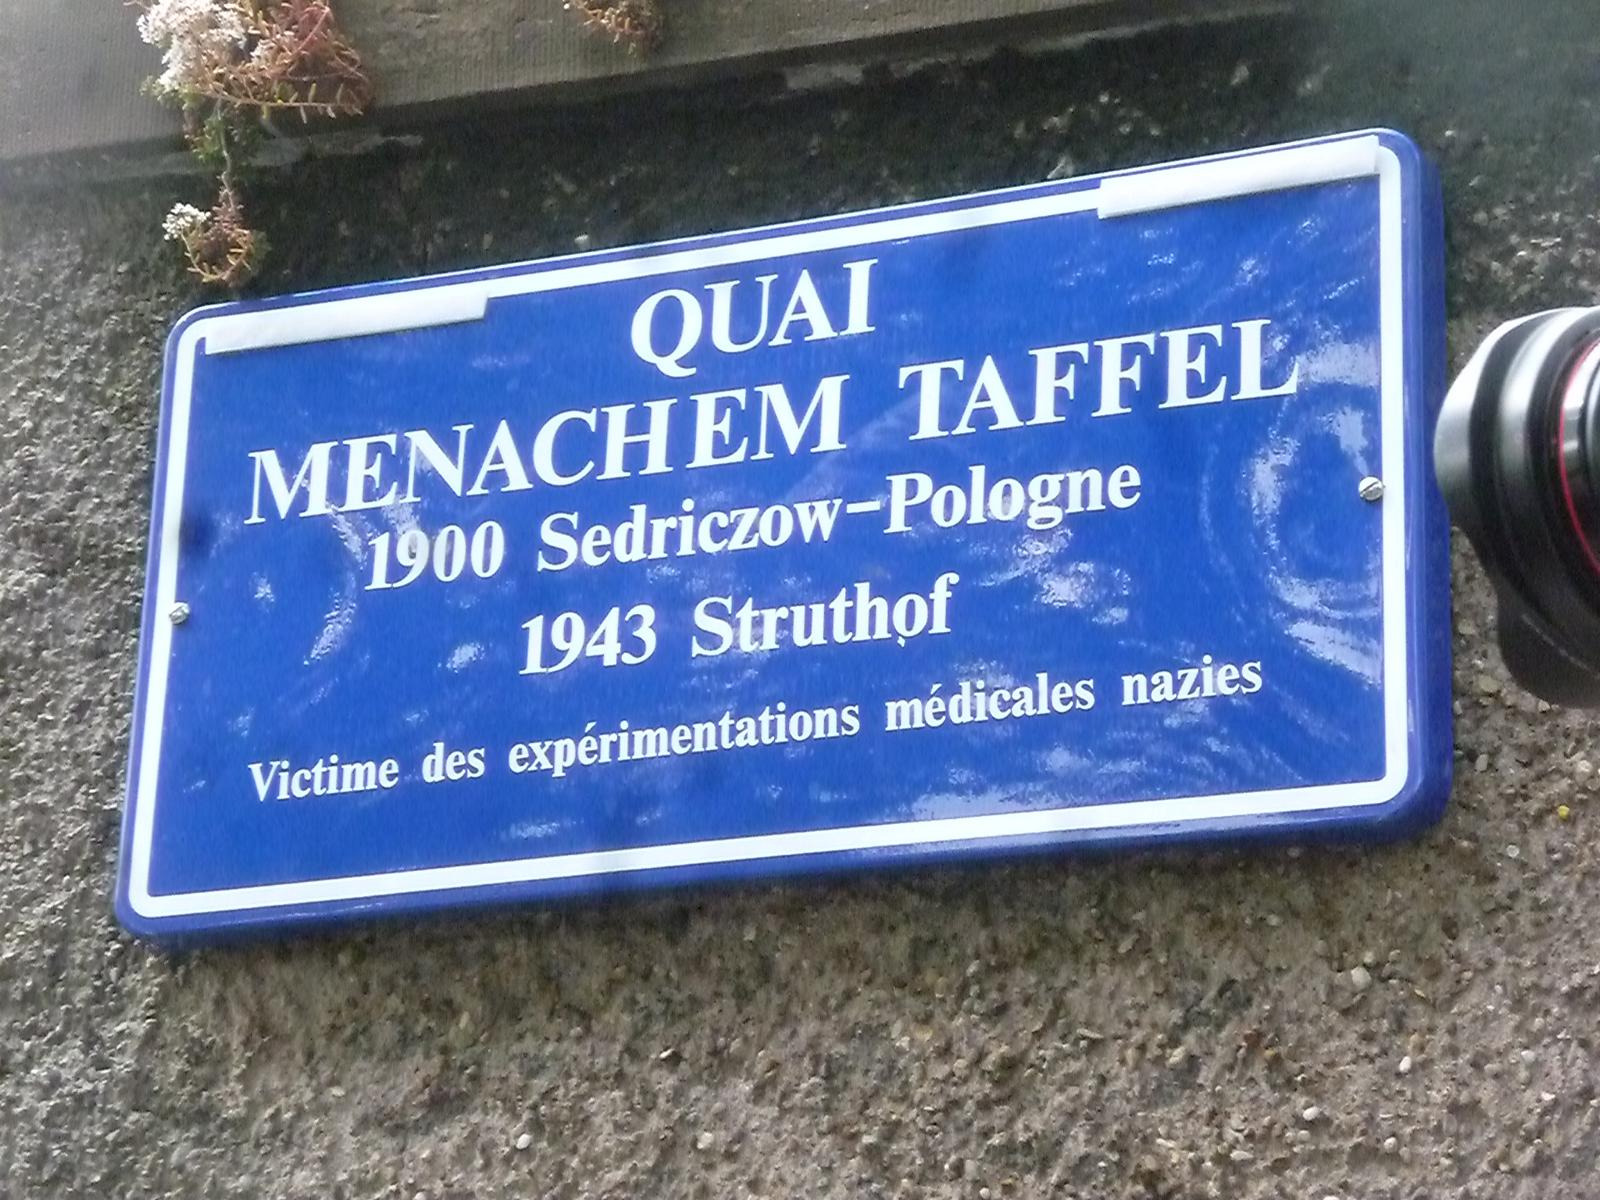 QUAI
MENACHEM TAFFEL
1900 Sedriczow-Pologne
1943 Struthof
Victime des expérimentations médicales nazies